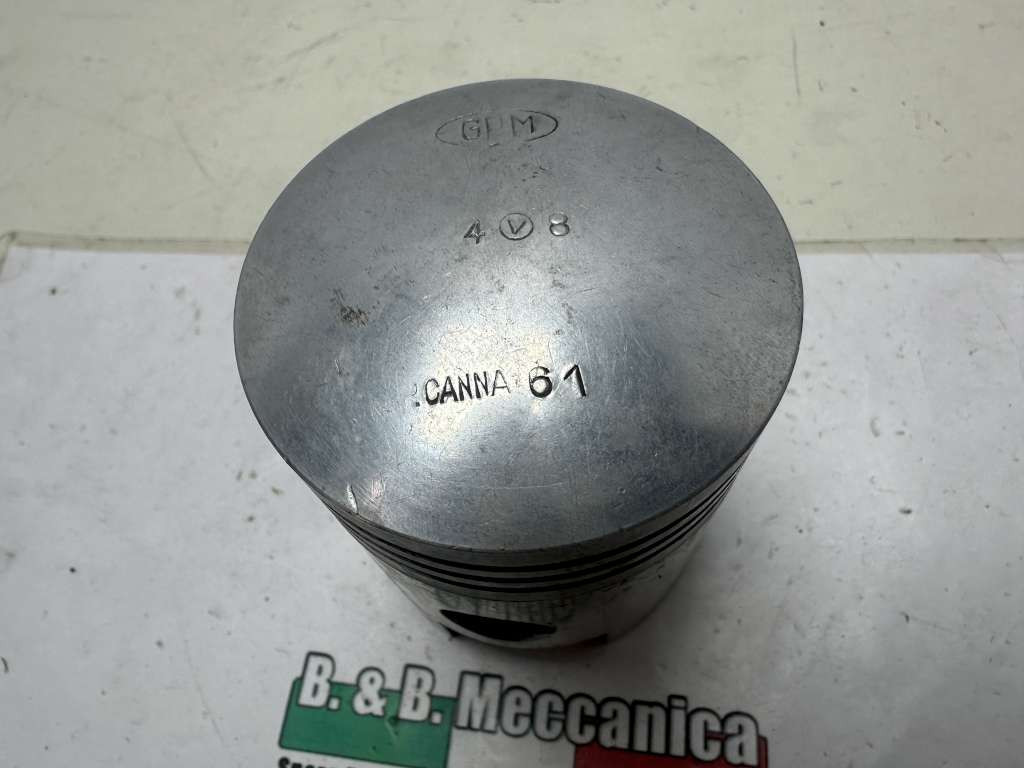 GPM
4 V 8
CANNA 61
B. & B. Meccanica